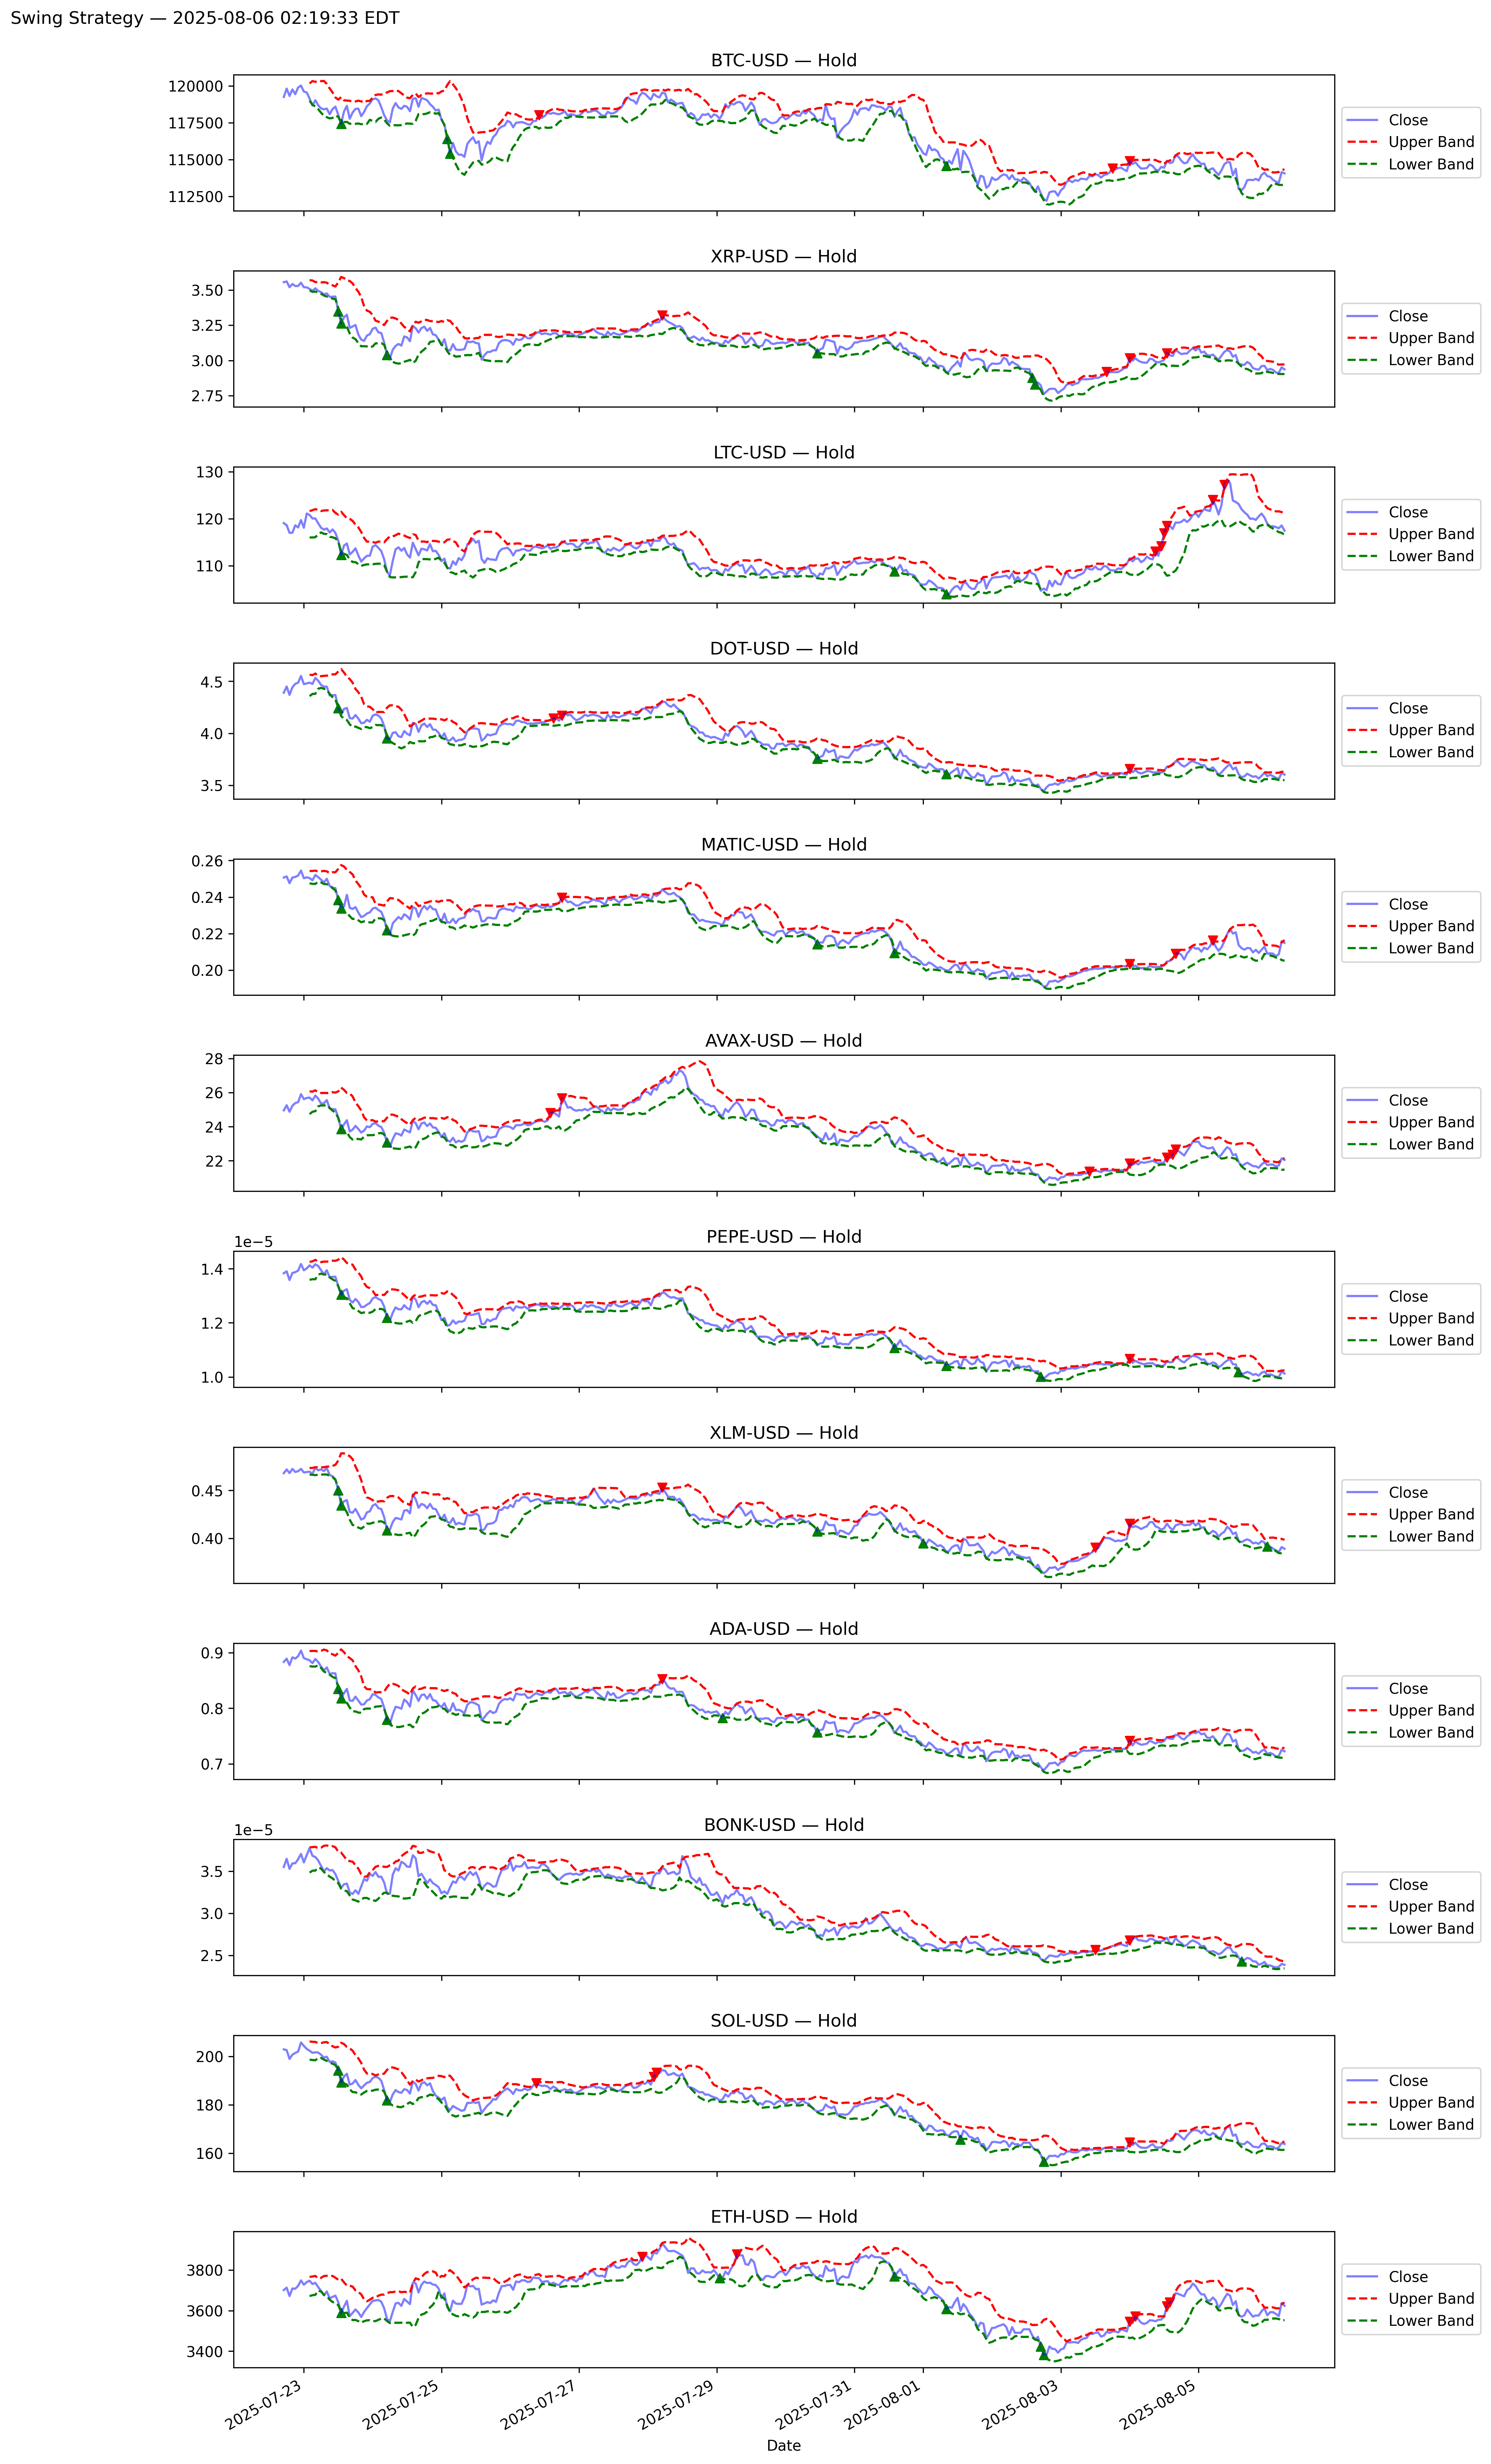 Swing Strategy — 2025-08-06 02:19:33 EDT
BTC-USD — Hold
120000
117500
115000
112500
Close
Upper Band
Lower Band
XRP-USD — Hold
3.50
3.25
3.00
2.75
Close
Upper Band
Lower Band
LTC-USD — Hold
130
120
110
Close
Upper Band
Lower Band
DOT-USD — Hold
4.5
4.0
3.5
Close
Upper Band
Lower Band
MATIC-USD — Hold
0.26
0.24
0.22
0.20
Close
Upper Band
Lower Band
AVAX-USD — Hold
28
26
24
22
Close
Upper Band
Lower Band
PEPE-USD — Hold
1e−5
1.4
1.2
1.0
Close
Upper Band
Lower Band
XLM-USD — Hold
0.45
0.40
Close
Upper Band
Lower Band
ADA-USD — Hold
0.9
0.8
0.7
Close
Upper Band
Lower Band
BONK-USD — Hold
1e−5
3.5
3.0
2.5
Close
Upper Band
Lower Band
SOL-USD — Hold
200
180
160
Close
Upper Band
Lower Band
ETH-USD — Hold
3800
3600
3400
Close
Upper Band
Lower Band
2025-07-23
2025-07-25
2025-07-27
2025-07-29
2025-07-31
2025-08-01
2025-08-03
2025-08-05
Date